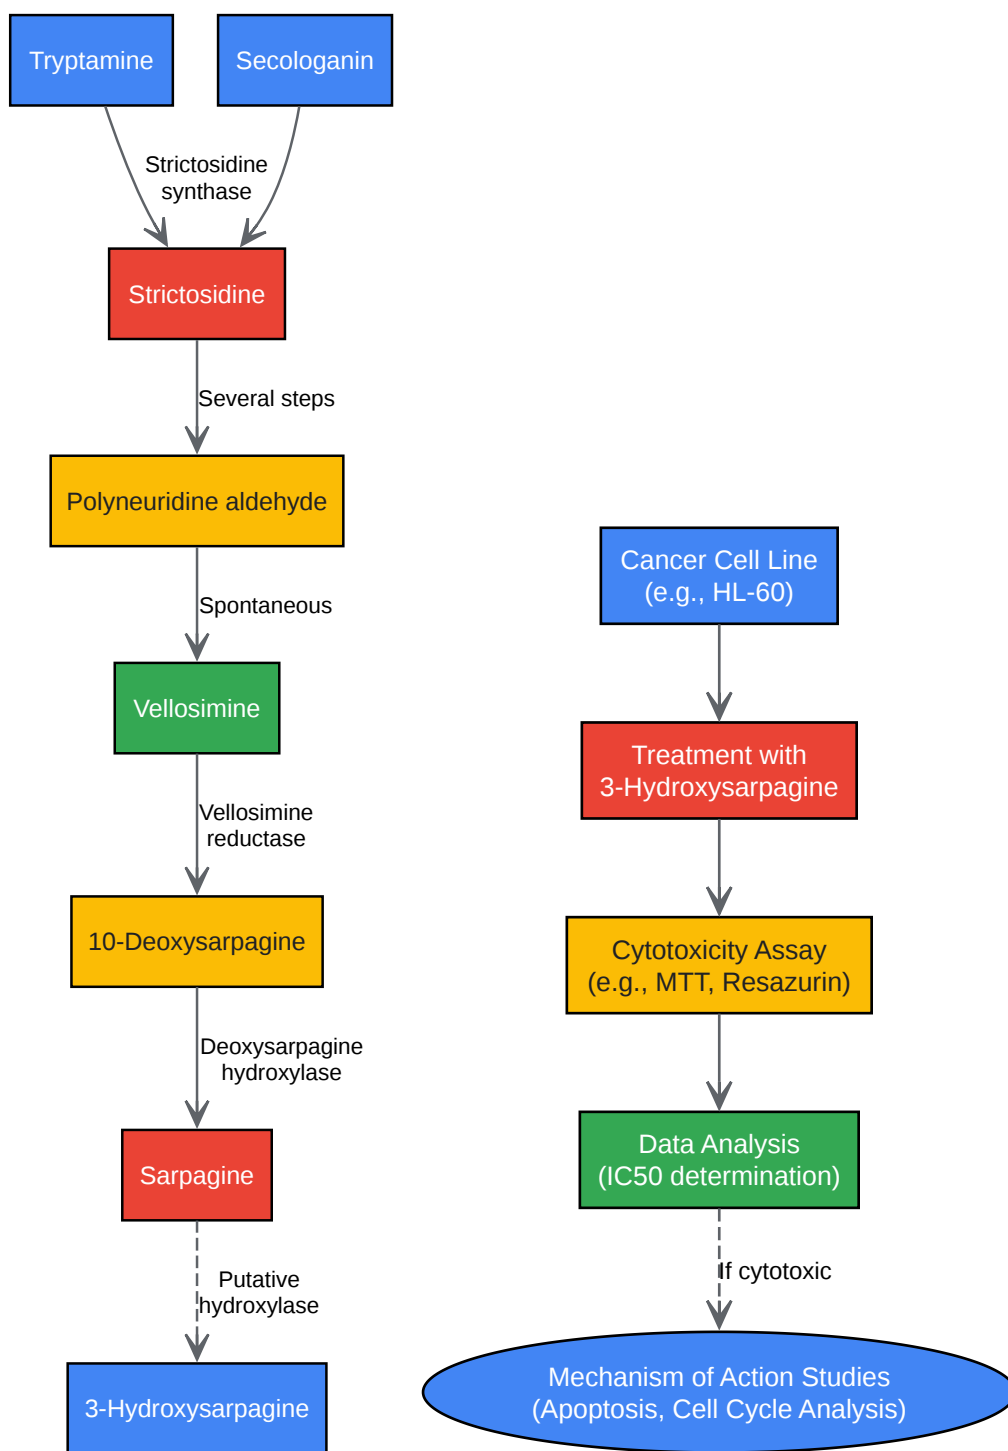 Tryptamine
Secologanin
Strictosidine
synthase
Strictosidine
Several steps
Polyneuridine aldehyde
Spontaneous
Vellosimine
Vellosimine
reductase
10-Deoxysarpagine
Deoxysarpagine
hydroxylase
Sarpagine
Putative
hydroxylase
3-Hydroxysarpagine
Cancer Cell Line
(e.g., HL-60)
Treatment with
3-Hydroxysarpagine
Cytotoxicity Assay
(e.g., MTT, Resazurin)
Data Analysis
(IC50 determination)
If cytotoxic
Mechanism of Action Studies
(Apoptosis, Cell Cycle Analysis)